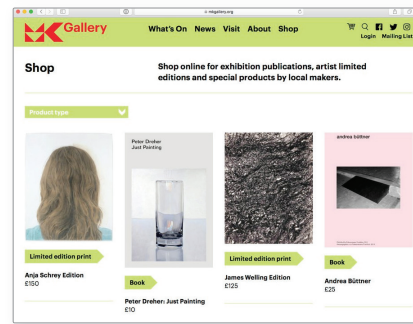 mkgallery.org
MK Gallery
What's On News Visit About Shop
Login Mailing List
Shop
Shop online for exhibition publications, artist limited
editions and special products by local makers.
Product type
Limited edition print
Anja Schrey Edition
£150
Peter Dreher
Just Painting
Book
Peter Dreher: Just Painting
£10
Limited edition print
James Welling Edition
£125
andrea büttner
Book
Andrea Büttner
£25